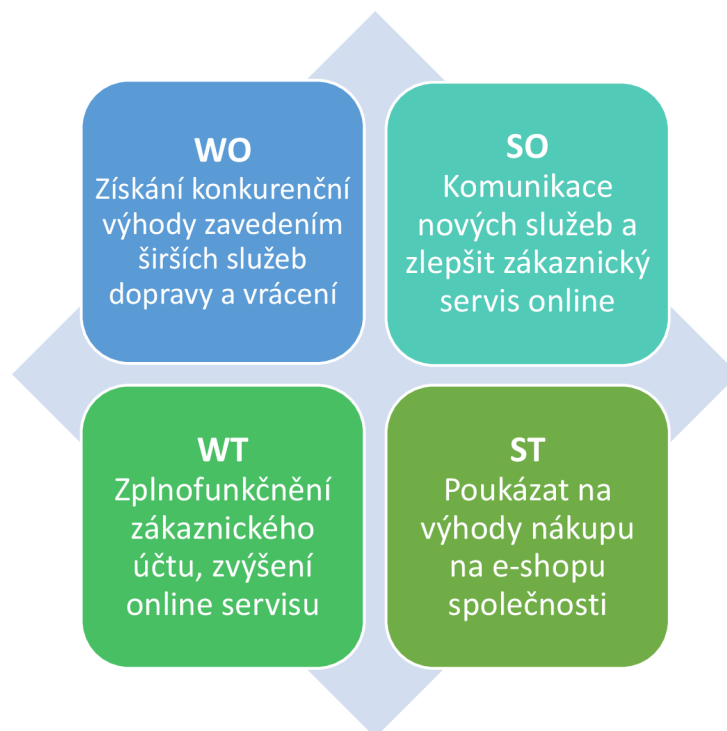 WO
Získání konkurenční
výhody zavedením
širších služeb
dopravy a vrácení
SO
Komunikace
nových služeb a
zlepšit zákaznický
servis online
WT
Zplnofunkčnění
zákaznického
účtu, zvýšení
online servisu
ST
Poukázat na
výhody nákupu
na e-shopu
společnosti